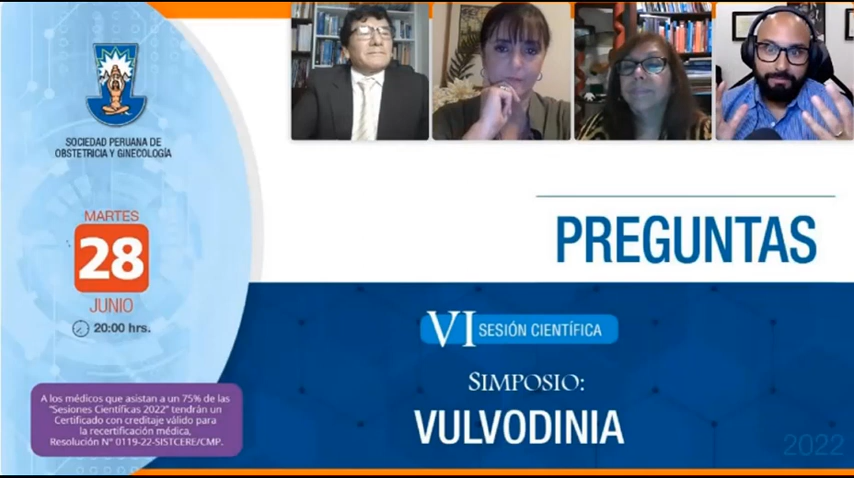 SOCIEDAD PERUANA DE
OBSTETRICIA Y GINECOLOGÍA
MARTES
28
JUNIO
20:00 hrs.
A los médicos que asistan a un 75% de las
"Sesiones Científicas 2022" tendrán un
Certificado con creditaje válido para
la recertificación médica,
Resolución N° 0119-22-SISTCERE/CMP.
PREGUNTAS
VI SESIÓN CIENTÍFICA
SIMPOSIO:
VULVODINIA
2022